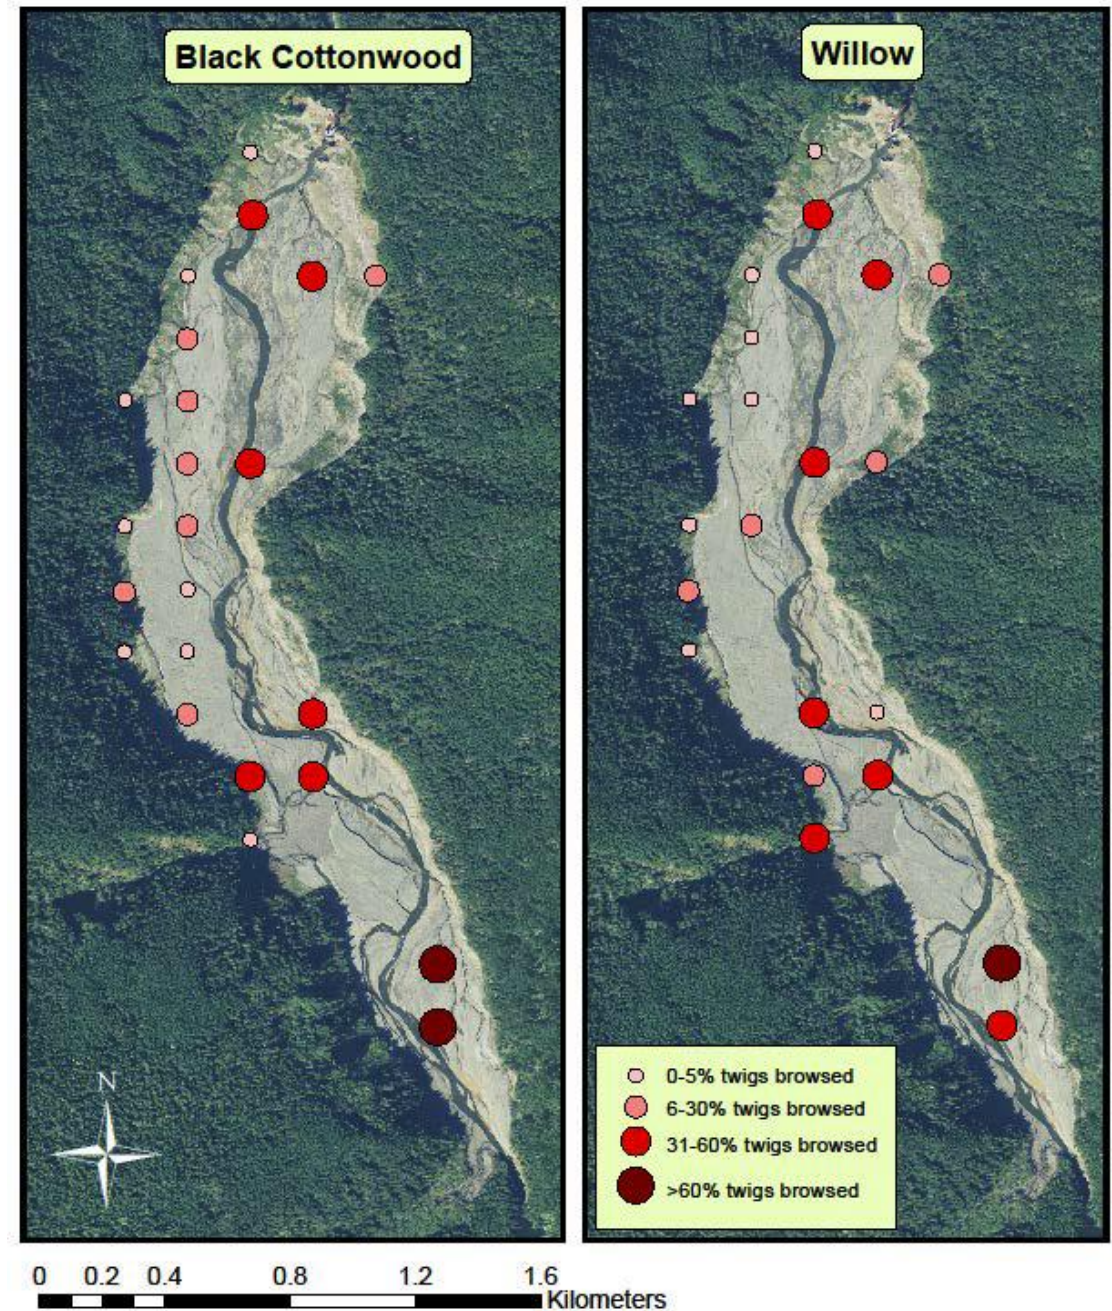 Black Cottonwood
Willow
0-5% twigs browsed
6-30% twigs browsed
31-60% twigs browsed
>60% twigs browsed
N
0 0.2 0.4 0.8 1.2 1.6
Kilometers